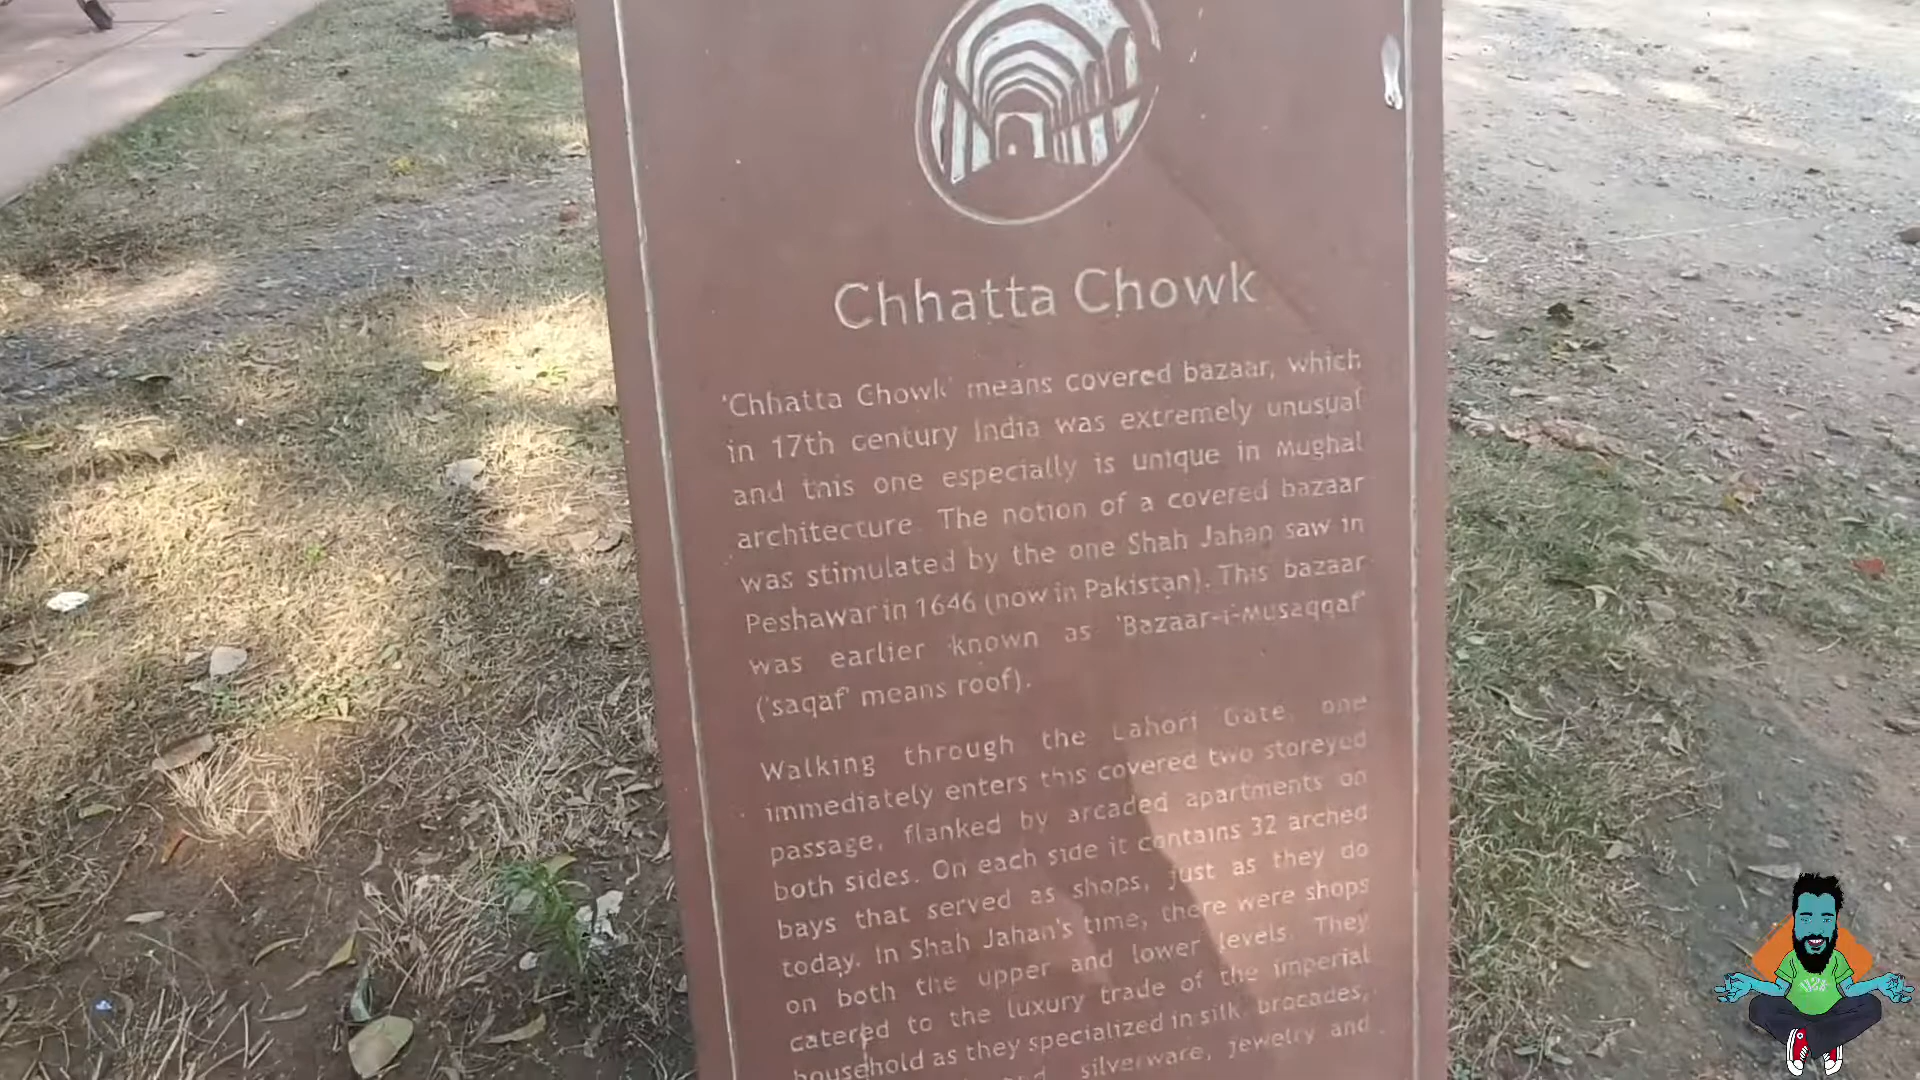 Chhatta Chowk
'Chhatta Chowk' means covered bazaar, which
in 17th century India was extremely unusual
and this one especially is unique in Mughal
architecture. The notion of a covered bazaar
was stimulated by the one Shah Jahan saw in
Peshawar in 1646 (now in Pakistan). This bazaar
was earlier known as 'Bazaar-i-Musaqqaf'
('saqaf' means roof).
Walking through the Lahori Gate, one
immediately enters this covered two storeyed
passage, flanked by arcaded apartments on
both sides. On each side it contains 32 arched
bays that served as shops, just as they do
today. In Shah Jahan's time, there were shops
on both the upper and lower levels. They
catered to the luxury trade of the imperial
household as they specialized in silk, brocades,
silverware, jewelry and